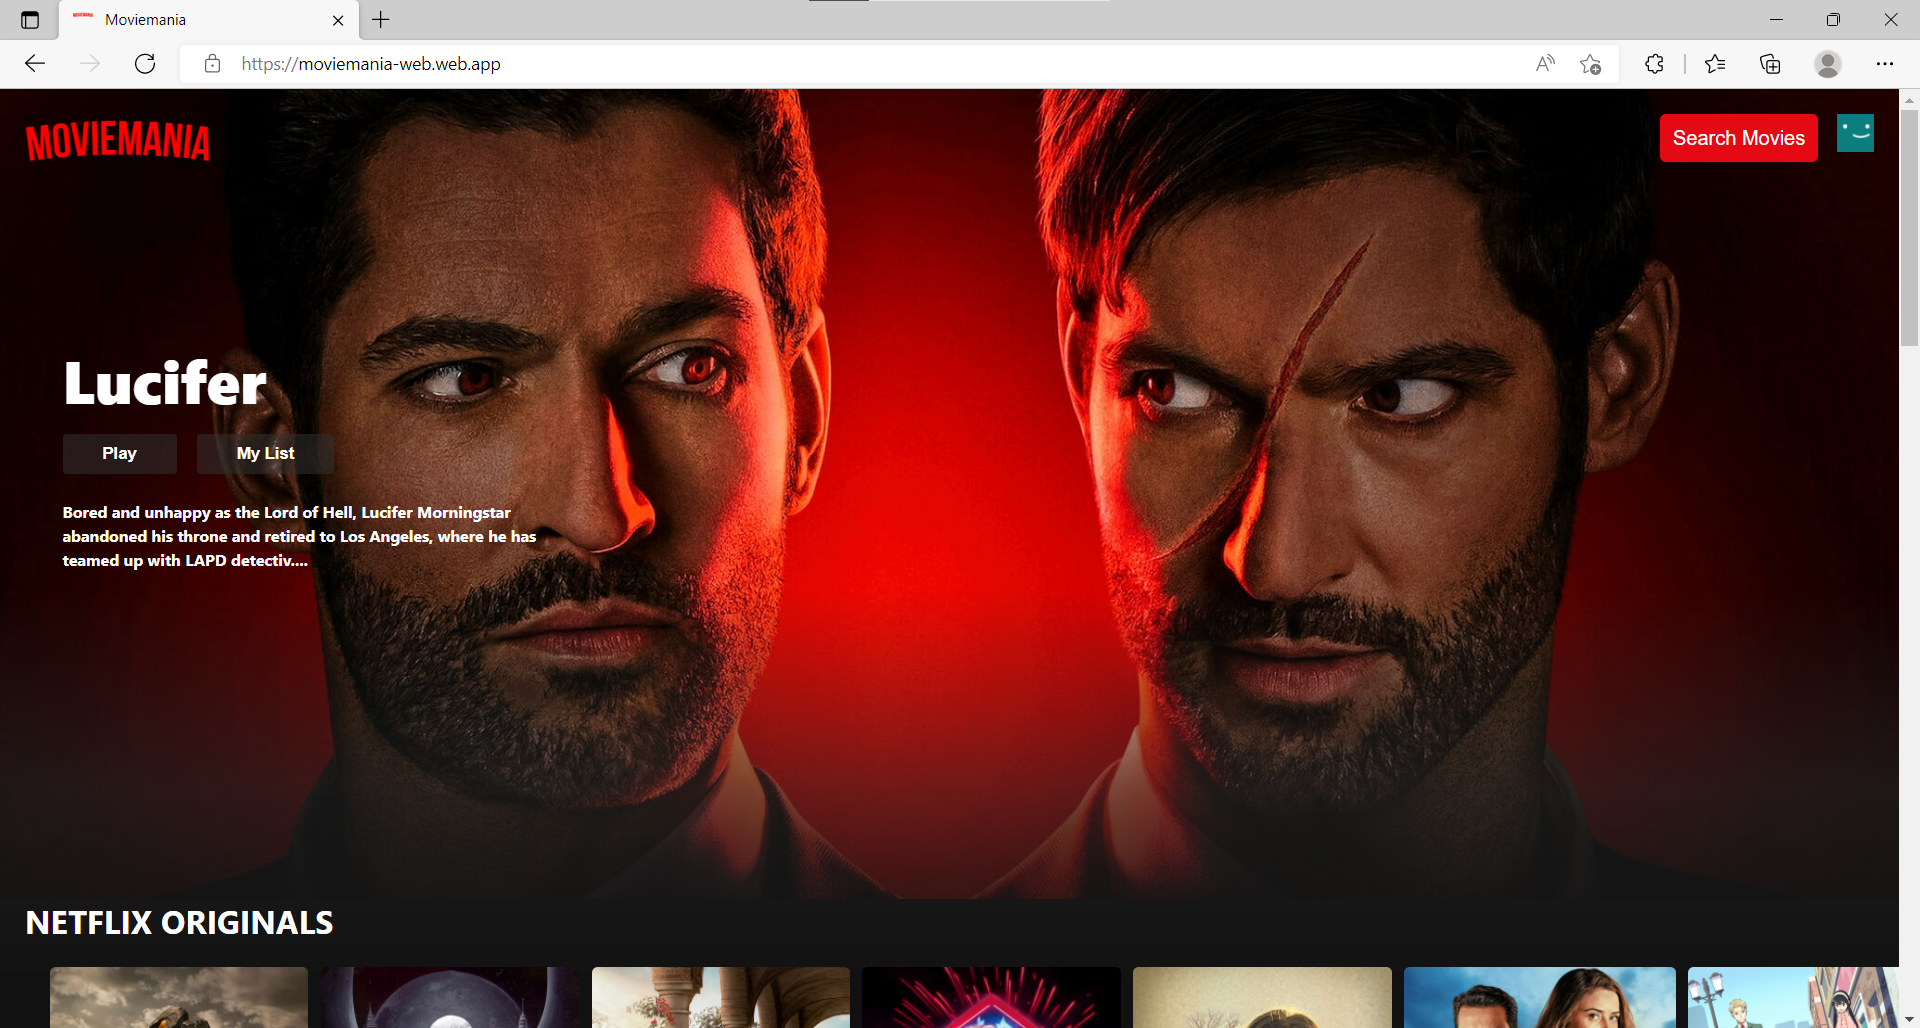 Moviemania
https://moviemania-web.web.app
MOVIEMANIA
Search Movies
Lucifer
Play
My List
Bored and unhappy as the Lord of Hell, Lucifer Morningstar
abandoned his throne and retired to Los Angeles, where he has
teamed up with LAPD detectiv....
NETFLIX ORIGINALS